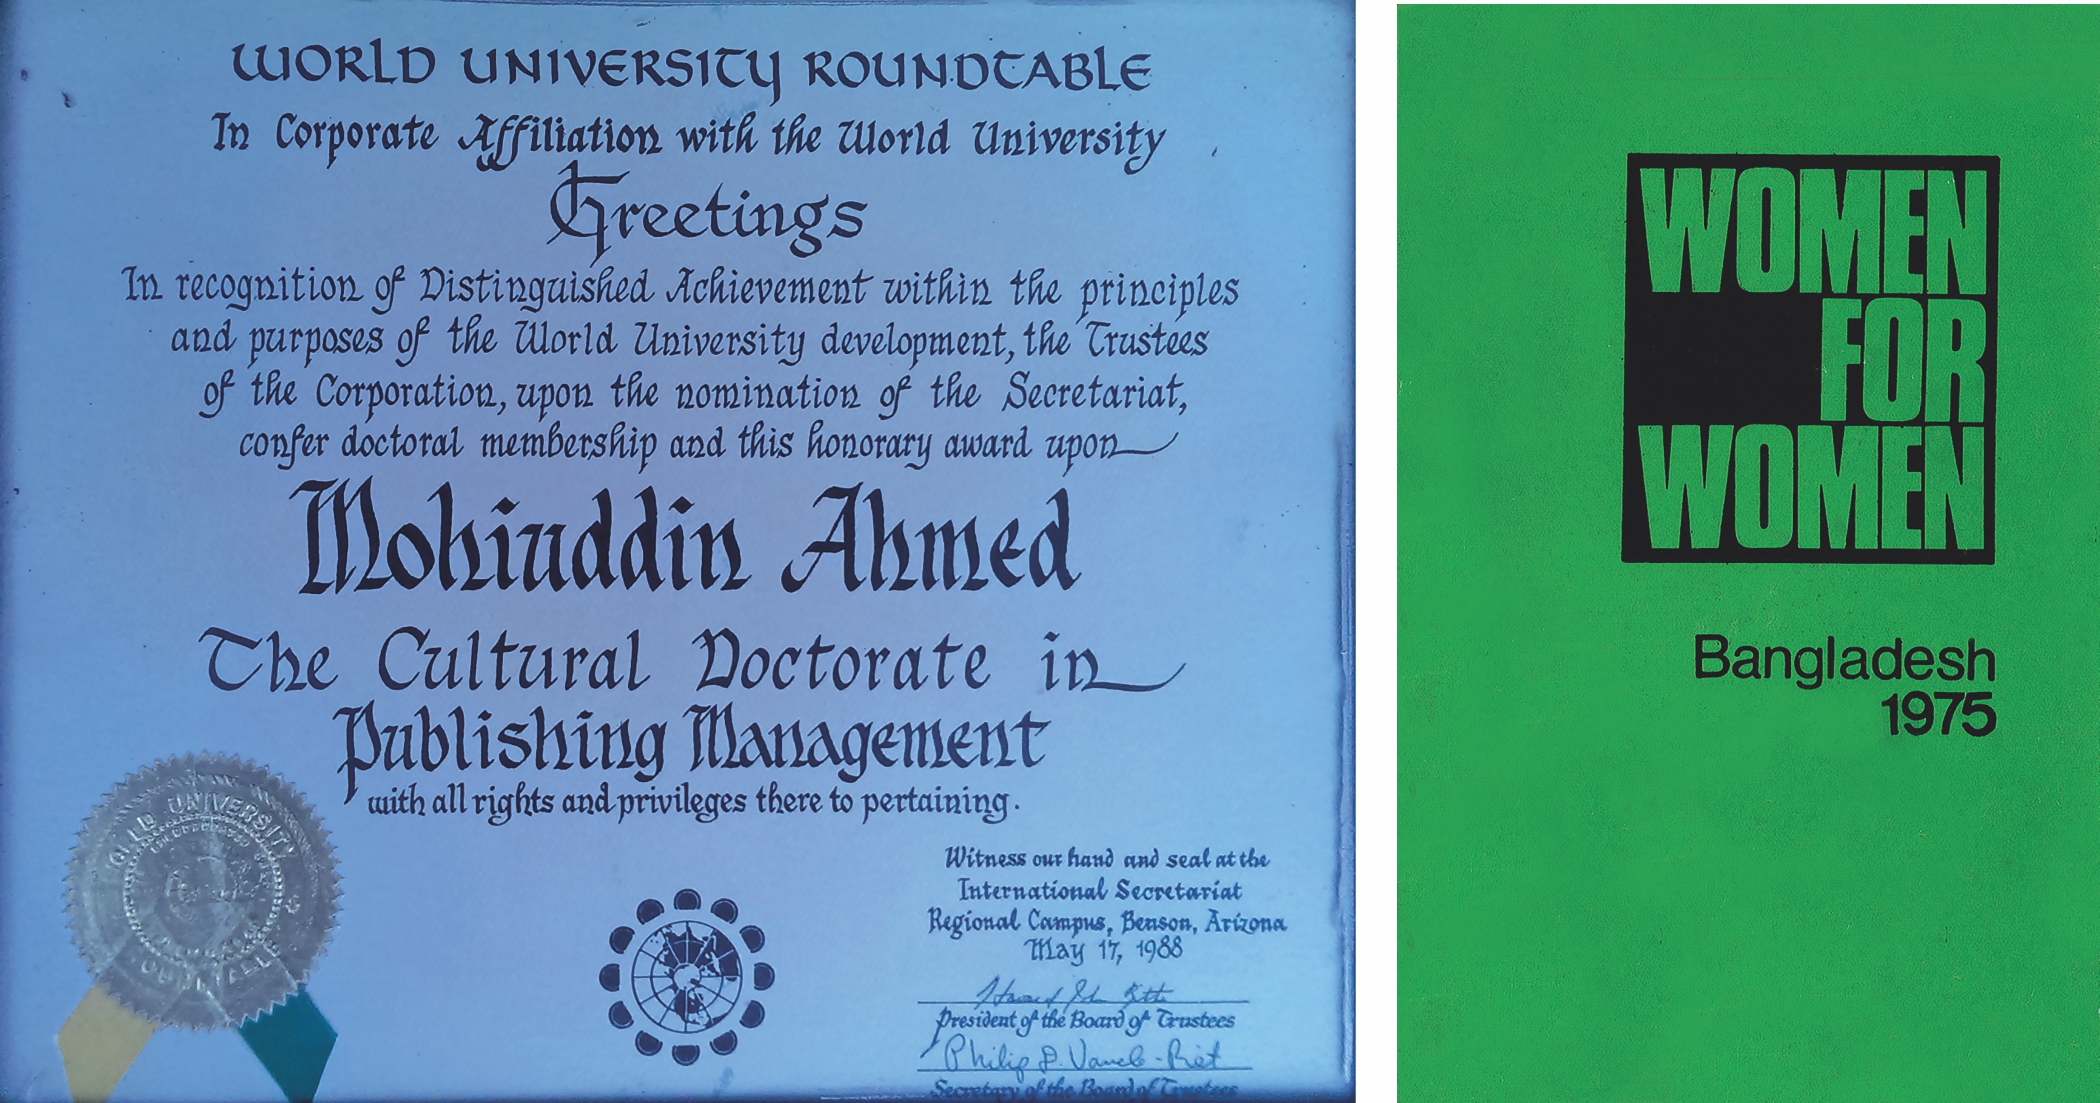 WORLD UNIVERSITY ROUNDTABLE
In Corporate Affiliation with the World University
Greetings
In recognition of Distinguished Achievement within the principles
and purposes of the World University development, the Trustees
of the Corporation, upon the nomination of the Secretariat,
confer doctoral membership and this honorary award upon
Mohiuddin Ahmed
The Cultural Doctorate in
Publishing Management
with all rights and privileges there to pertaining.
Witness our hand and seal at the
International Secretariat
Regional Campus, Benson, Arizona
May 17, 1988
President of the Board of Trustees
Secretary of the Board of Trustees
UNIVERSITY
WOMEN
FOR
WOMEN
Bangladesh
1975